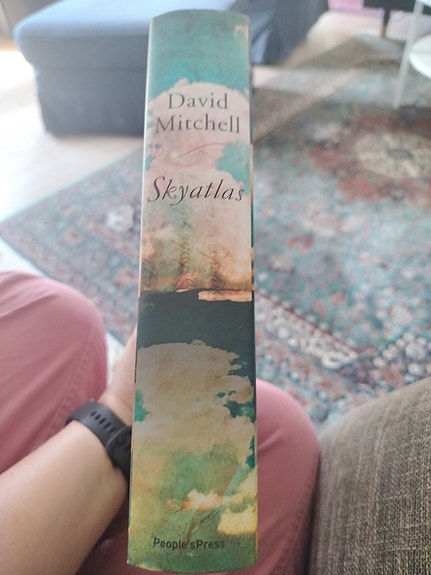 David
Mitchell
Skyatlas
People'sPress